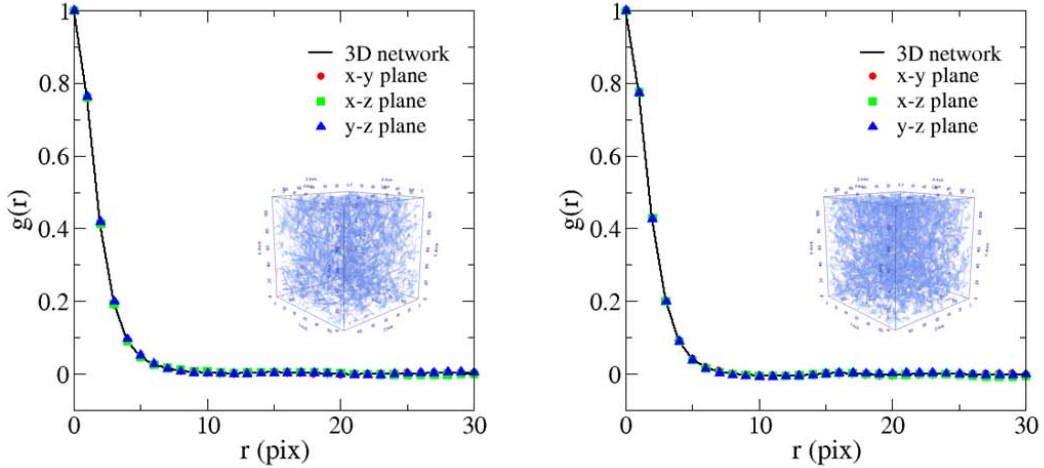 1
0.8
0.6
0.4
0.2
0
g(r)
0 10 20 30
r (pix)
3D network
x-y plane
x-z plane
y-z plane
1
0.8
0.6
0.4
0.2
0
g(r)
0 10 20 30
r (pix)
3D network
x-y plane
x-z plane
y-z plane